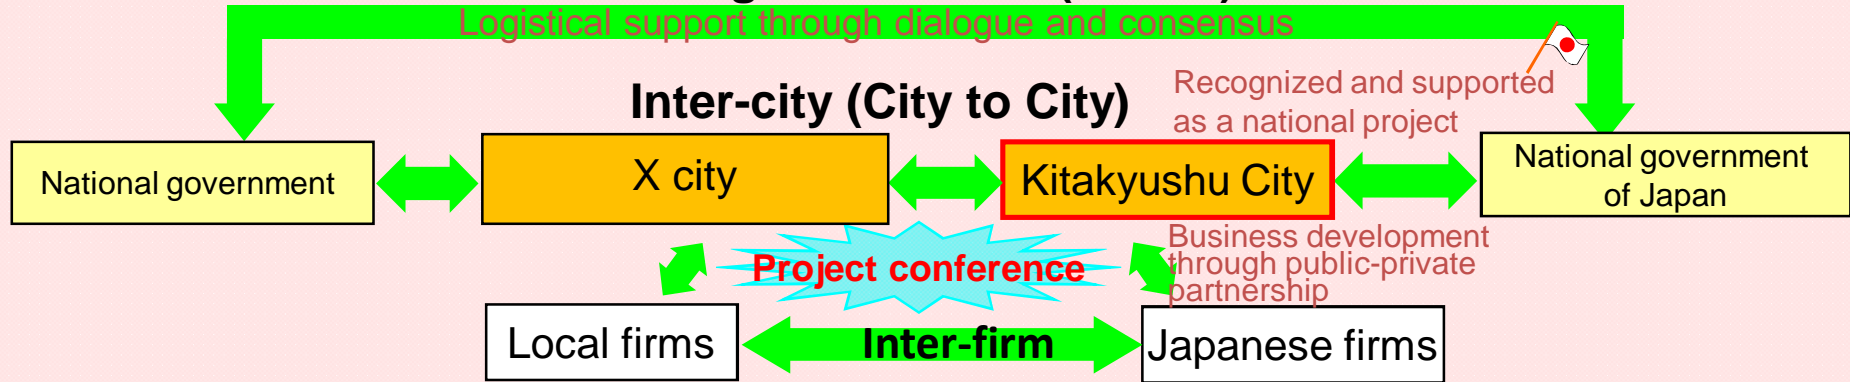 Logistical support through dialogue and consensus
Inter-city (City to City)
Recognized and supported
as a national project
National government
X city
Kitakyushu City
National government
of Japan
Project conference
Business development
through public-private
partnership
Local firms
Inter-firm
Japanese firms